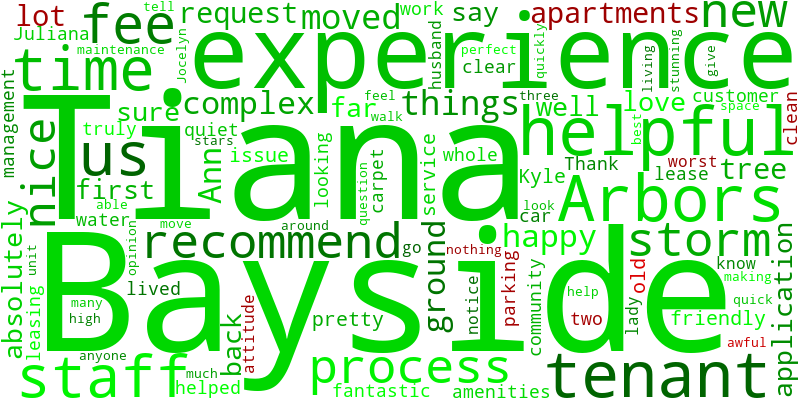 tell
work
lot
fee
request
moved
say
apartments
new
Juliana
maintenance
Jocelyn
husband
perfect
clear
quickly
living
stunning
give
time
experience
management
sure
complex
far
feel
walk
things
three
well
love
customer
space
best
clean
truly
quiet
stars
nice
us
Tiana
helpful
Ann
issue
looking
whole
question
carpet
service
Thank
worst
tree
first
Kyle
lease
able
water
move
Arbors
car
look
absolutely
unit
opinion
around
recommend
go
nothing
happy
storm
know
application
many
high
lived
Bayside
ground
notice
parking
community
old
making
help
quick
leasing
back
attitude
pretty
two
lady
friendly
anyone
much
awful
staff
helped
process
fantastic
amenities
tenant